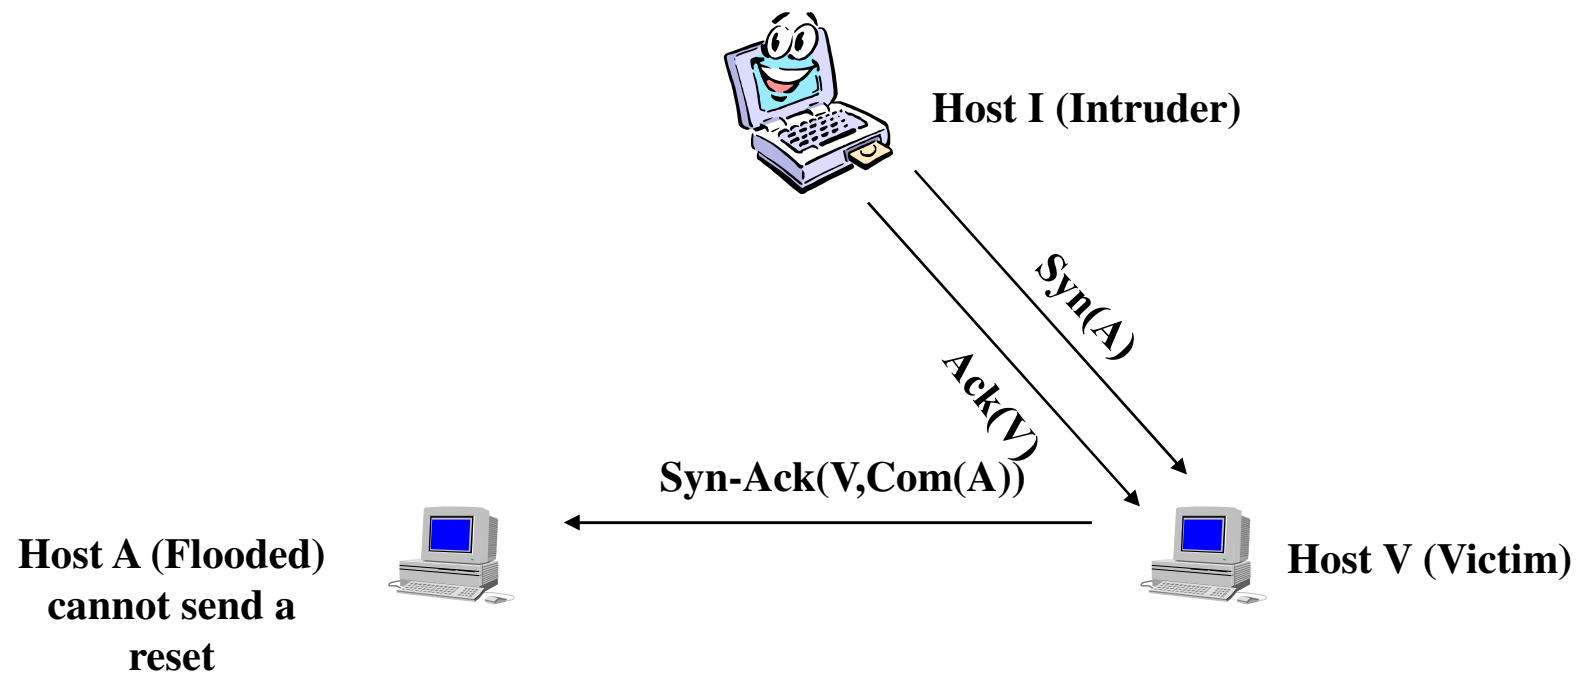 Host I (Intruder)
Syn(A)
Ack(V)
Syn-Ack(V,Com(A))
Host A (Flooded)
cannot send a
reset
Host V (Victim)